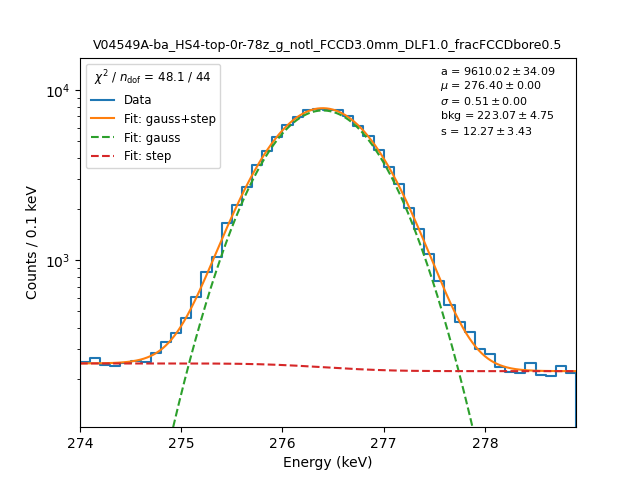 V04549A-ba_HS4-top-0r-78z_g_notl_FCCD3.0mm_DLF1.0_fracFCCDbore0.5
χ² / n_dof = 48.1 / 44
Data
Fit: gauss+step
Fit: gauss
Fit: step
a = 9610.02 ± 34.09
μ = 276.40 ± 0.00
σ = 0.51 ± 0.00
bkg = 223.07 ± 4.75
s = 12.27 ± 3.43
Counts / 0.1 keV
10⁴
10³
274 275 276 277 278
Energy (keV)